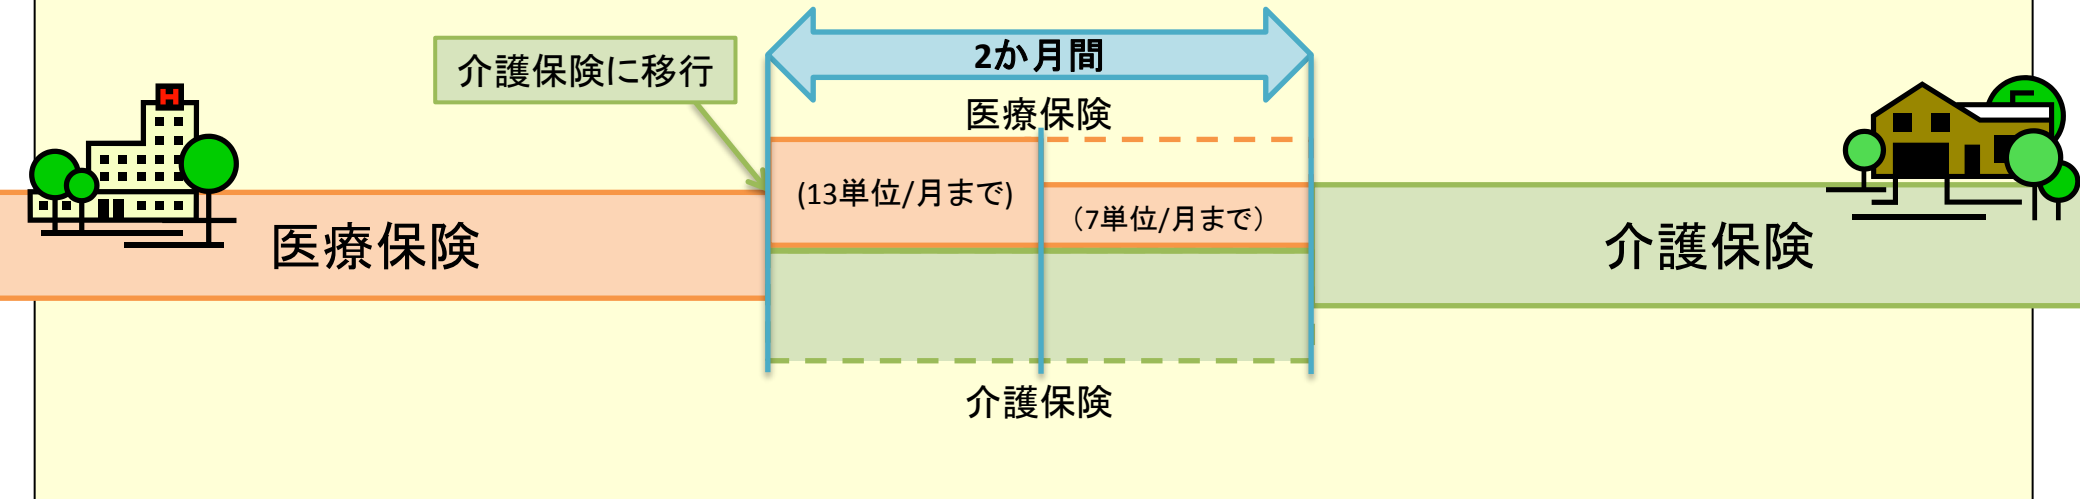 2か月間
介護保険に移行
医療保険
H
(13単位/月まで)
（7単位/月まで）
医療保険
介護保険
介護保険